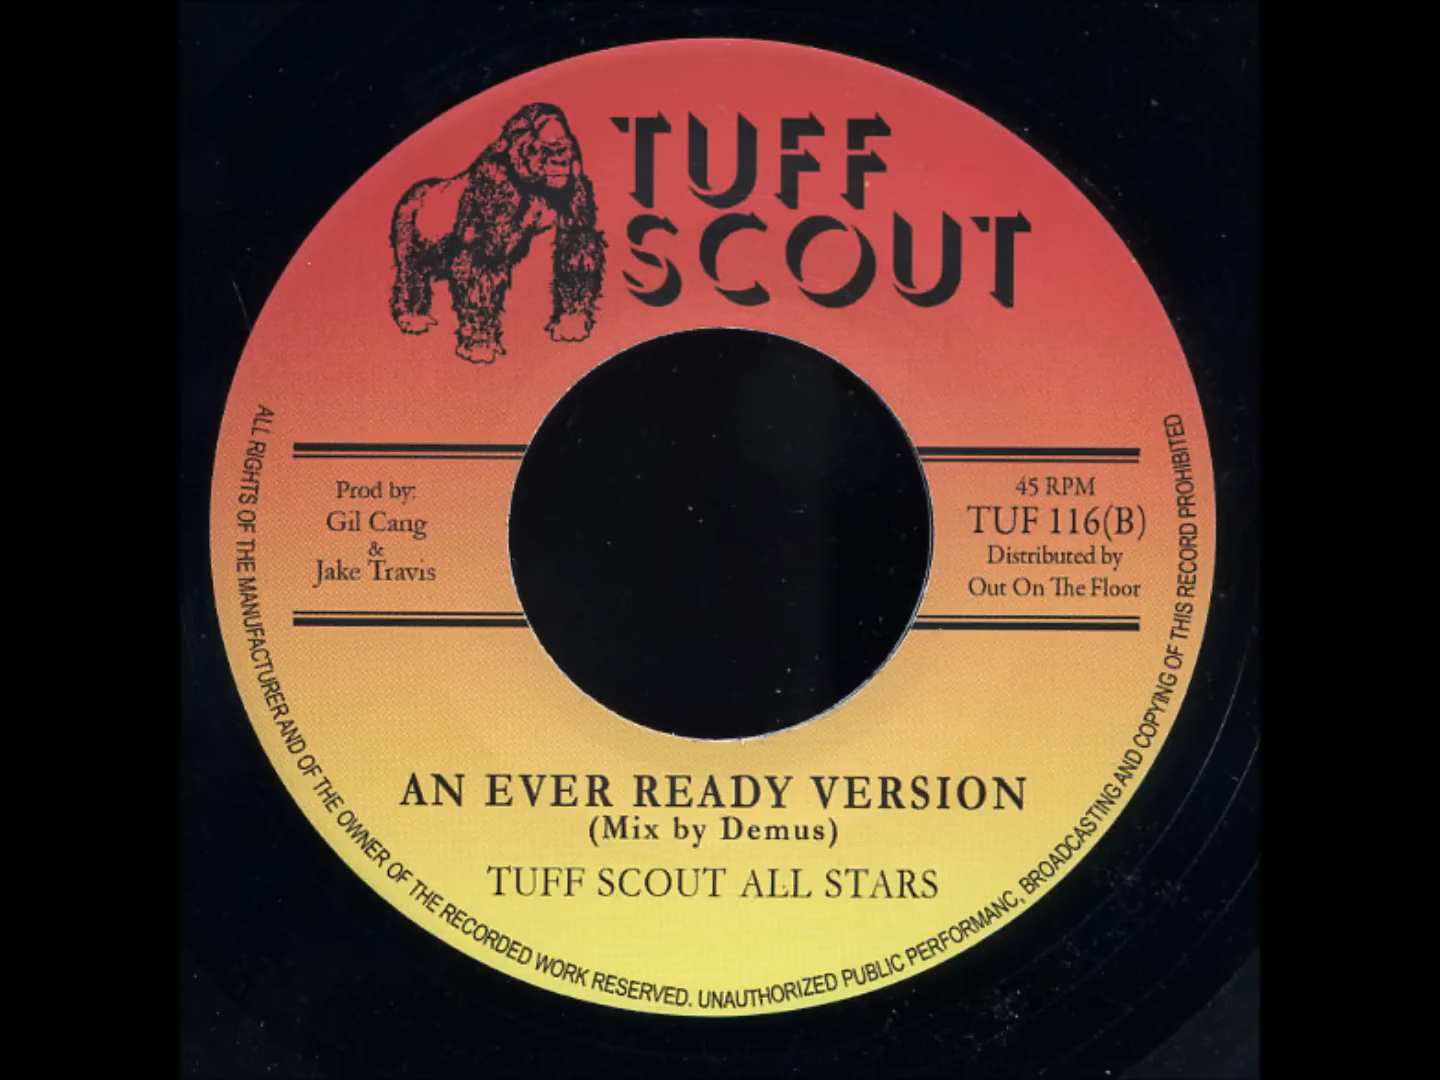 TUFF
SCOUT
Prod by:
Gil Cang
&
Jake Travis
45 RPM
TUF 116(B)
Distributed by
Out On The Floor
AN EVER READY VERSION
(Mix by Demus)
TUFF SCOUT ALL STARS
ALL RIGHTS OF THE MANUFACTURER AND OF THE OWNER OF THE RECORDED WORK RESERVED. UNAUTHORIZED PUBLIC PERFORMANC, BROADCASTING AND COPYING OF THIS RECORD PROHIBITED